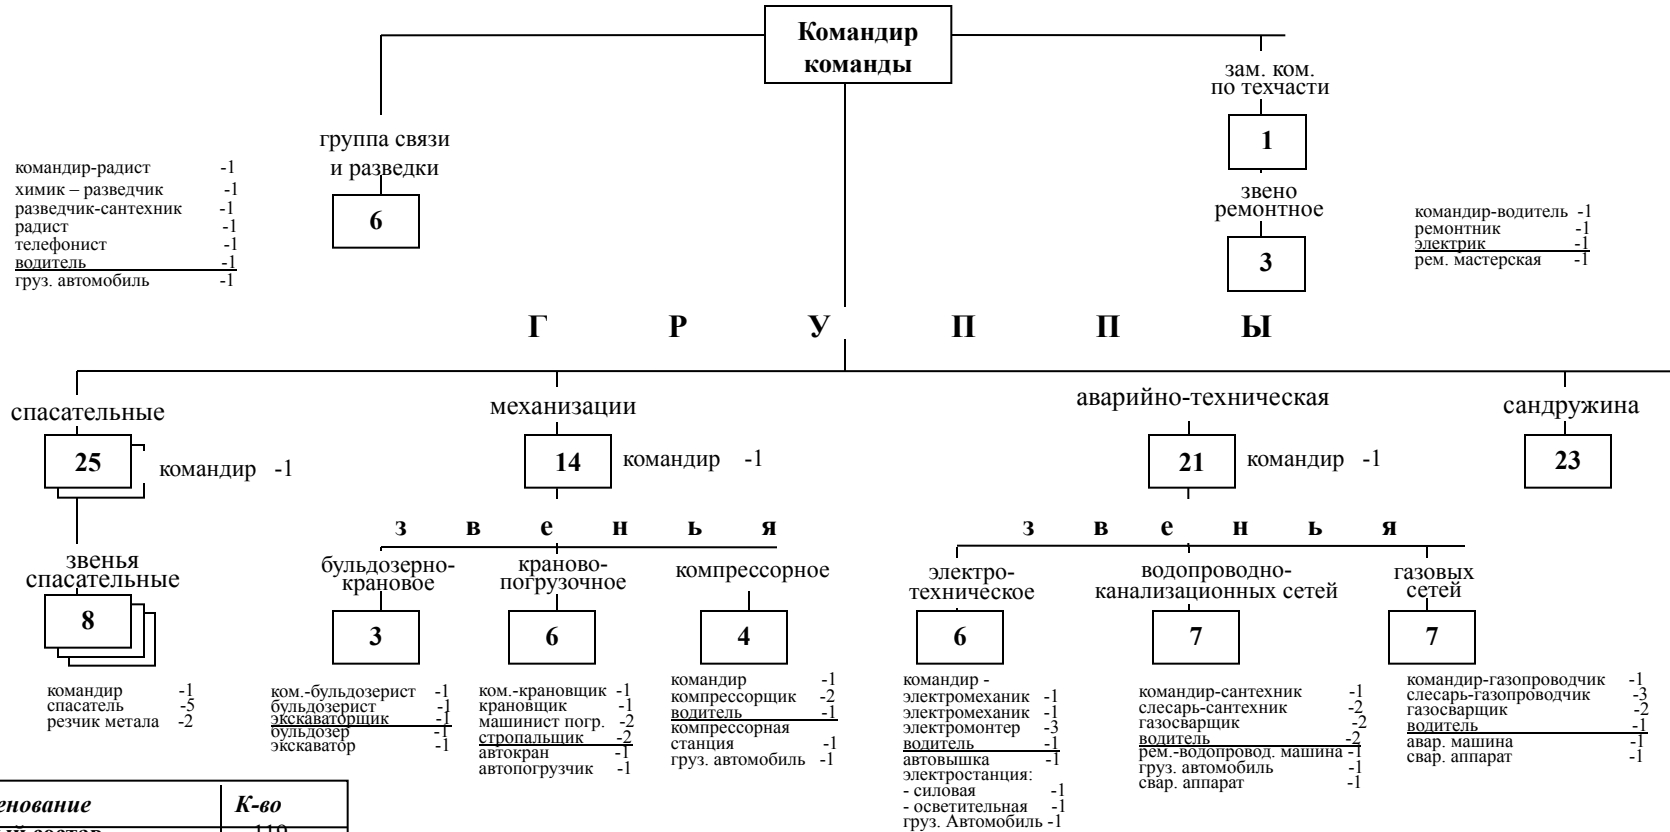 Командир
команды
зам. ком.
по техчасти
1
звено
ремонтное
3
командир-водитель -1
ремонтник -1
электрик -1
рем. мастерская -1
группа связи
и разведки
6
командир-радист -1
химик – разведчик -1
разведчик-сантехник -1
радист -1
телефонист -1
водитель -1
груз. автомобиль -1
Г Р У П П Ы
спасательные
25
командир -1
звенья
спасательные
8
командир -1
спасатель -5
резчик метала -2
механизации
14
командир -1
з в е н ь я
бульдозерно-
крановое
3
ком.-бульдозерист -1
бульдозерист -1
экскаваторщик -1
бульдозер -1
экскаватор -1
краново-
погрузочное
6
ком.-крановщик -1
крановщик -1
машинист погр. -2
стропальщик -2
автокран -1
автопогрузчик -1
компрессорное
4
командир -1
компрессорщик -2
водитель -1
компрессорная
станция -1
груз. автомобиль -1
аварийно-техническая
21
командир -1
з в е н ь я
электро-
техническое
6
командир -
электромеханик -1
электромеханик -1
электромонтер -3
водитель -1
автовышка -1
электростанция:
- силовая -1
- осветительная -1
груз. Автомобиль -1
водопроводно-
канализационных сетей
7
командир-сантехник -1
слесарь-сантехник -2
газосварщик -2
водитель -2
рем.-водопровод. машина -1
груз. автомобиль -1
свар. аппарат -1
газовых
сетей
7
командир-газопроводчик -1
слесарь-газопроводчик -3
газосварщик -2
водитель -1
авар. машина -1
свар. аппарат -1
сандружина
23
К-во
состав 119